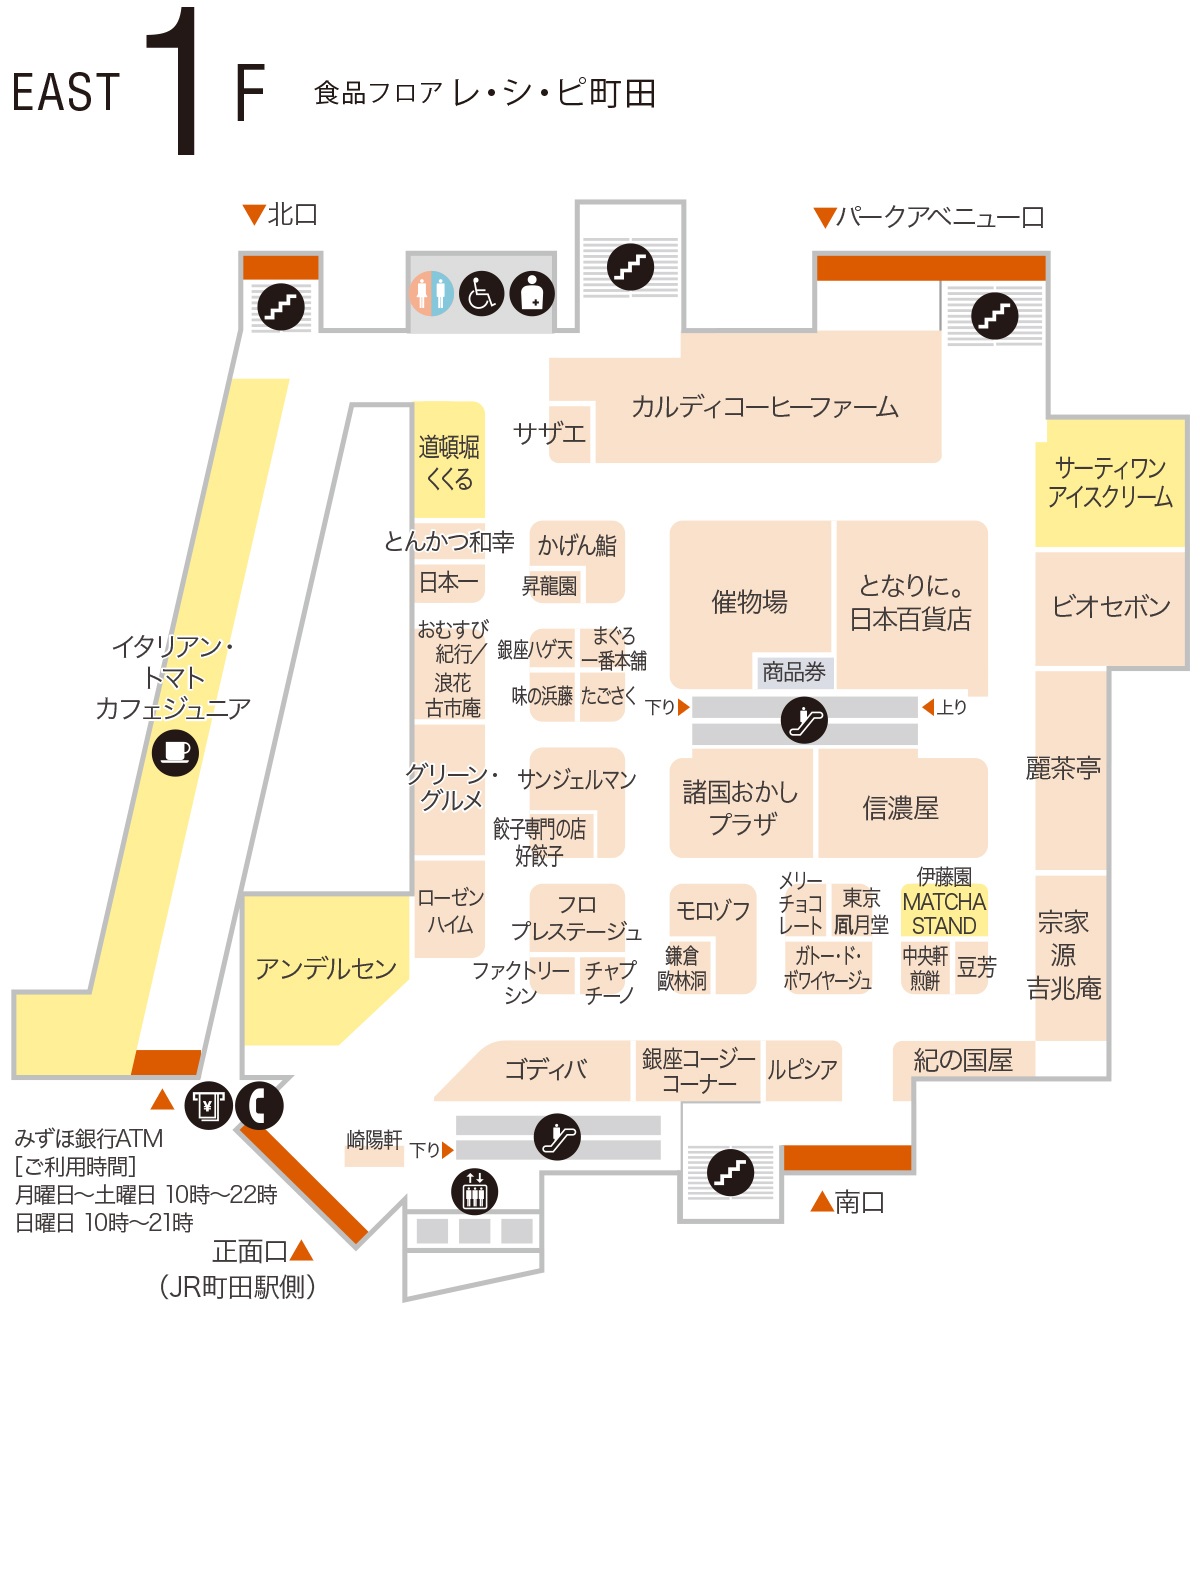 EAST 1F 食品フロア レ・シ・ピ町田
▼北口
▼パークアベニュー口
カルディコーヒーファーム
サザエ
道頓堀
くくる
サーティワン
アイスクリーム
とんかつ和幸
かげん鮨
日本一
昇龍園
催物場
となりに。
日本百貨店
ビオセボン
おむすび
紀行／
浪花
古市庵
銀座ハゲ天
まぐろ
一番本舗
イタリアン・
トマト
カフェジュニア
味の浜藤
たごさく
商品券
下り
上り
グリーン・
グルメ
サンジェルマン
諸国おかし
プラザ
信濃屋
麗茶亭
餃子専門の店
好餃子
ローゼン
ハイム
フロ
プレステージュ
モロゾフ
メリー
チョコ
レート
東京
凮月堂
伊藤園
MATCHA
STAND
宗家
源
吉兆庵
アンデルセン
ファクトリー
シン
チャプ
チーノ
鎌倉
歐林洞
ガトー・ド・
ボワイヤージュ
中央軒
煎餅
豆芳
ゴディバ
銀座コージー
コーナー
ルピシア
紀の国屋
¥
みずほ銀行ATM
［ご利用時間］
月曜日〜土曜日 10時〜22時
日曜日 10時〜21時
崎陽軒
下り
▲南口
正面口▲
（JR町田駅側）